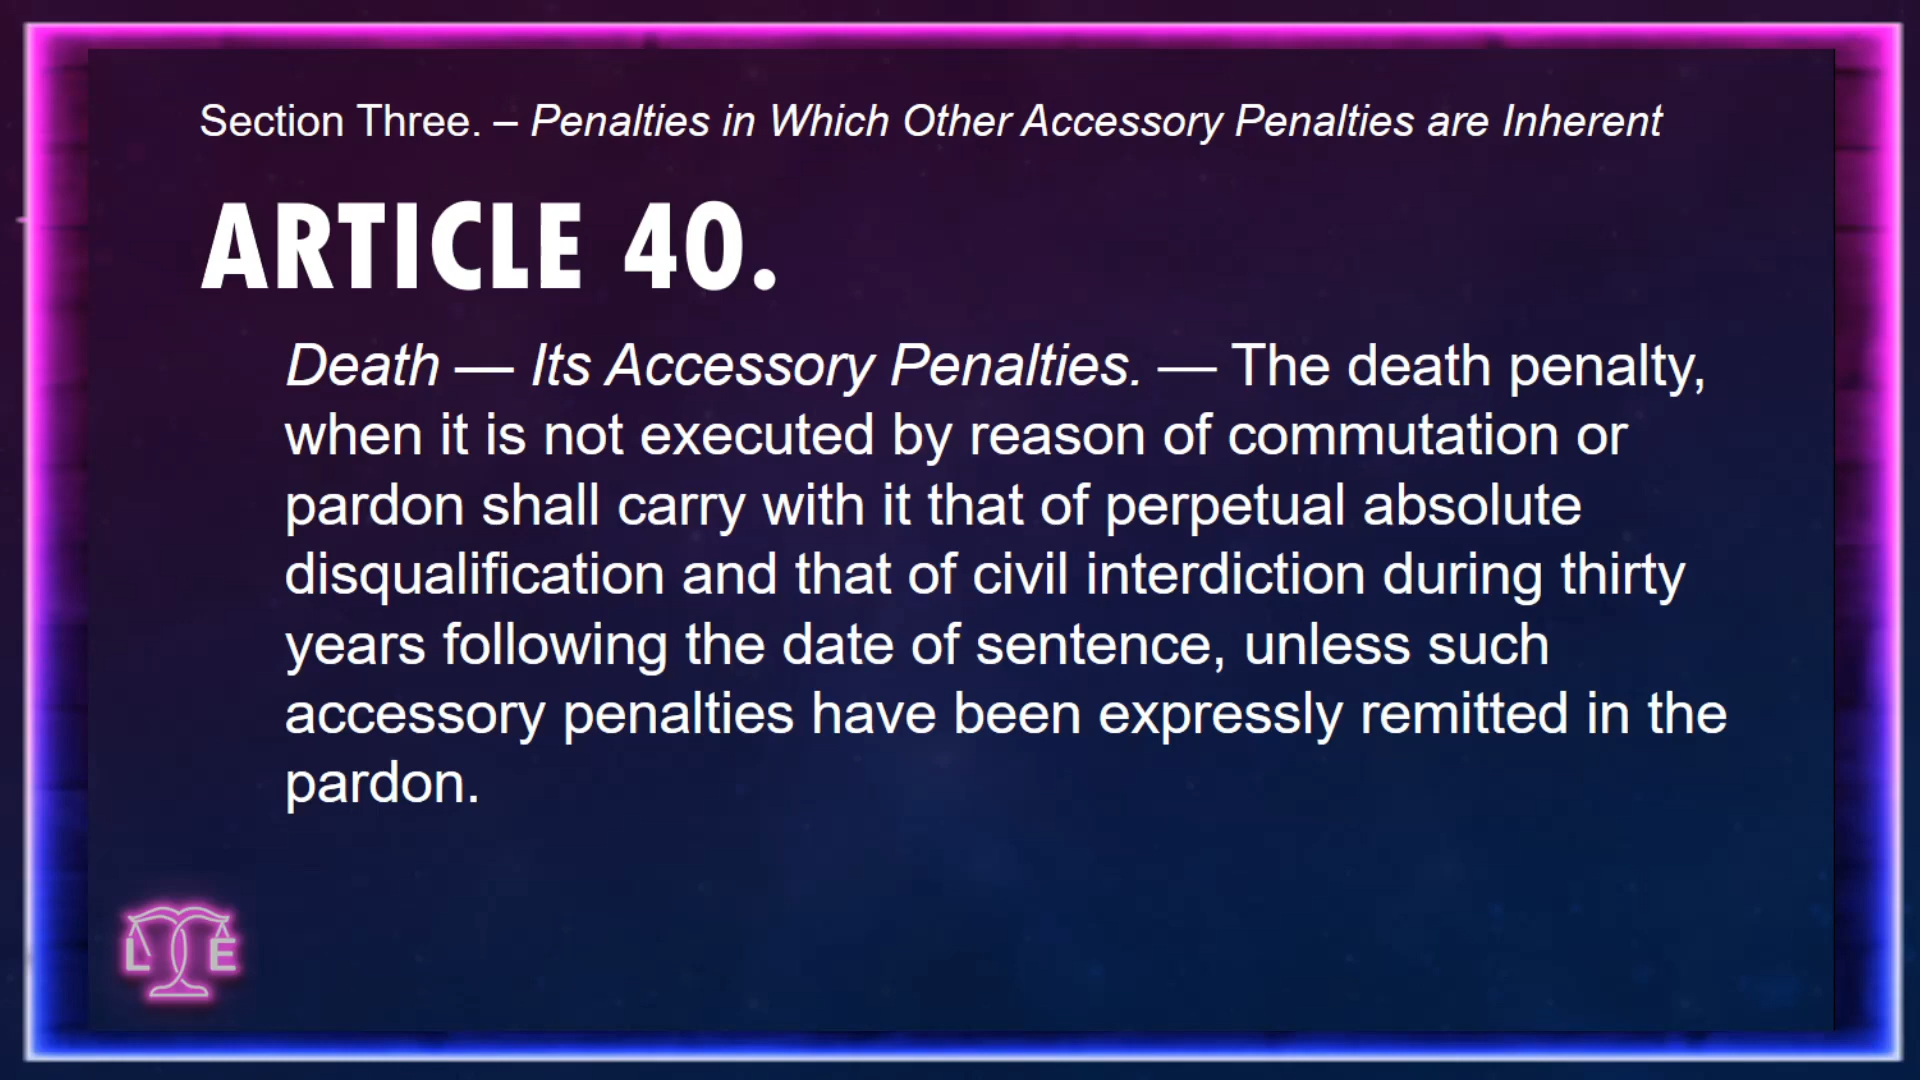 Section Three. – Penalties in Which Other Accessory Penalties are Inherent
ARTICLE 40.
Death — Its Accessory Penalties. — The death penalty,
when it is not executed by reason of commutation or
pardon shall carry with it that of perpetual absolute
disqualification and that of civil interdiction during thirty
years following the date of sentence, unless such
accessory penalties have been expressly remitted in the
pardon.
L E